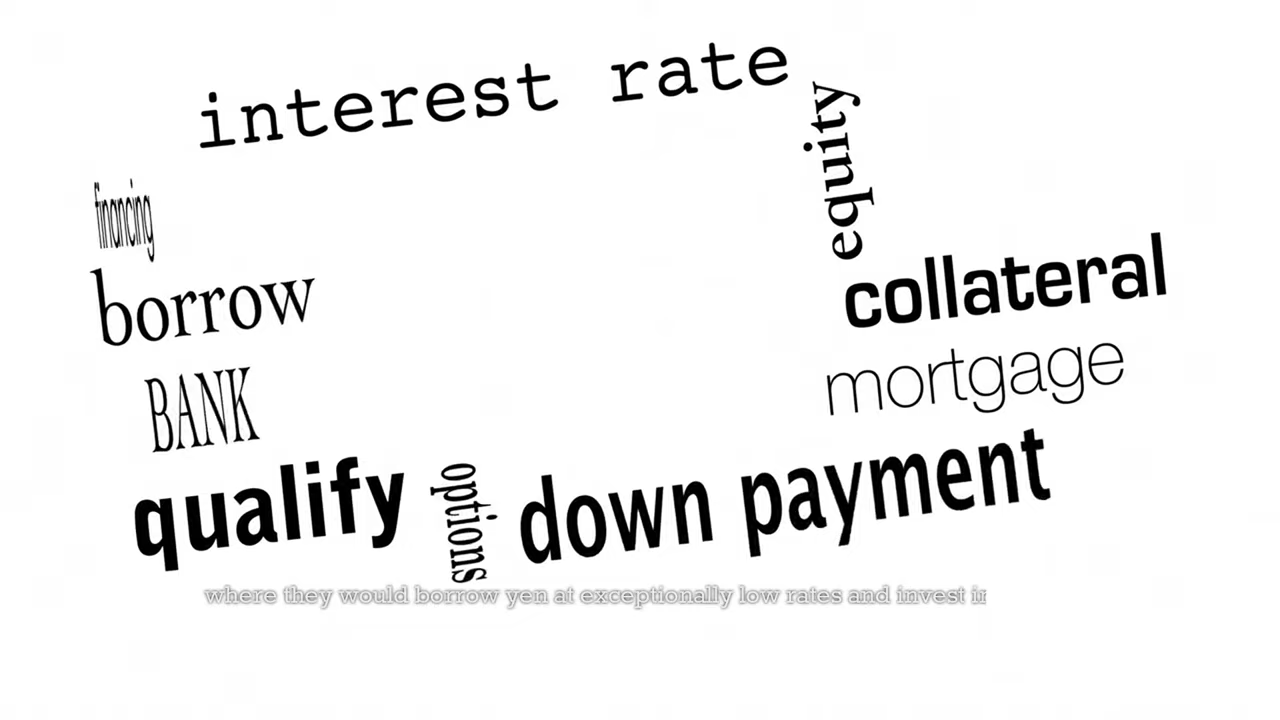 interest rate
equity
financing
borrow
collateral
BANK
mortgage
qualify
options
down payment
where they would borrow yen at exceptionally low rates and invest in